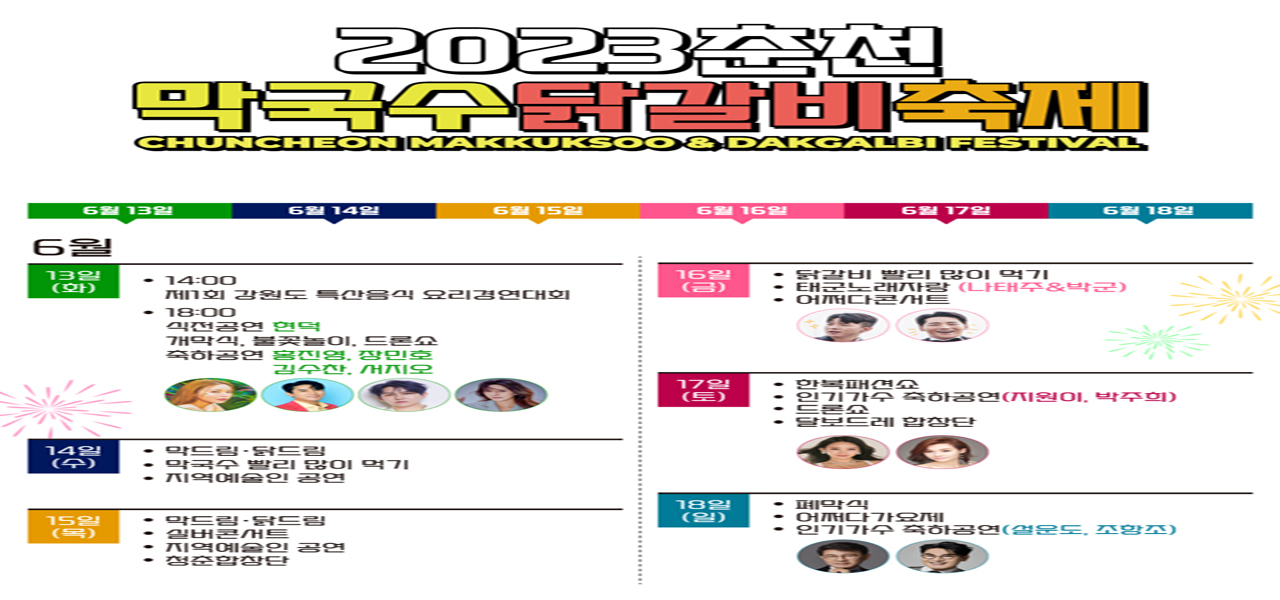 2023춘천
막국수닭갈비축제
CHUNCHEON MAKKUKSOO & DAKGALBI FESTIVAL
6월 13일 6월 14일 6월 15일 6월 16일 6월 17일 6월 18일
6월
13일
(화)
• 14:00
제1회 강원도 특산음식 요리경연대회
• 18:00
식전공연 현덕
개막식, 불꽃놀이, 드론쇼
축하공연 홍진영, 장민호
김수찬, 서지오
14일
(수)
• 막드림·닭드림
• 막국수 빨리 많이 먹기
• 지역예술인 공연
15일
(목)
• 막드림·닭드림
• 실버콘서트
• 지역예술인 공연
• 청춘합창단
16일
(금)
• 닭갈비 빨리 많이 먹기
• 태군노래자랑 (나태주&박군)
• 어쩌다콘서트
17일
(토)
• 한복패션쇼
• 인기가수 축하공연(지원이, 박주희)
• 드론쇼
• 달보드레 합창단
18일
(일)
• 폐막식
• 어쩌다가요제
• 인기가수 축하공연(설운도, 조항조)